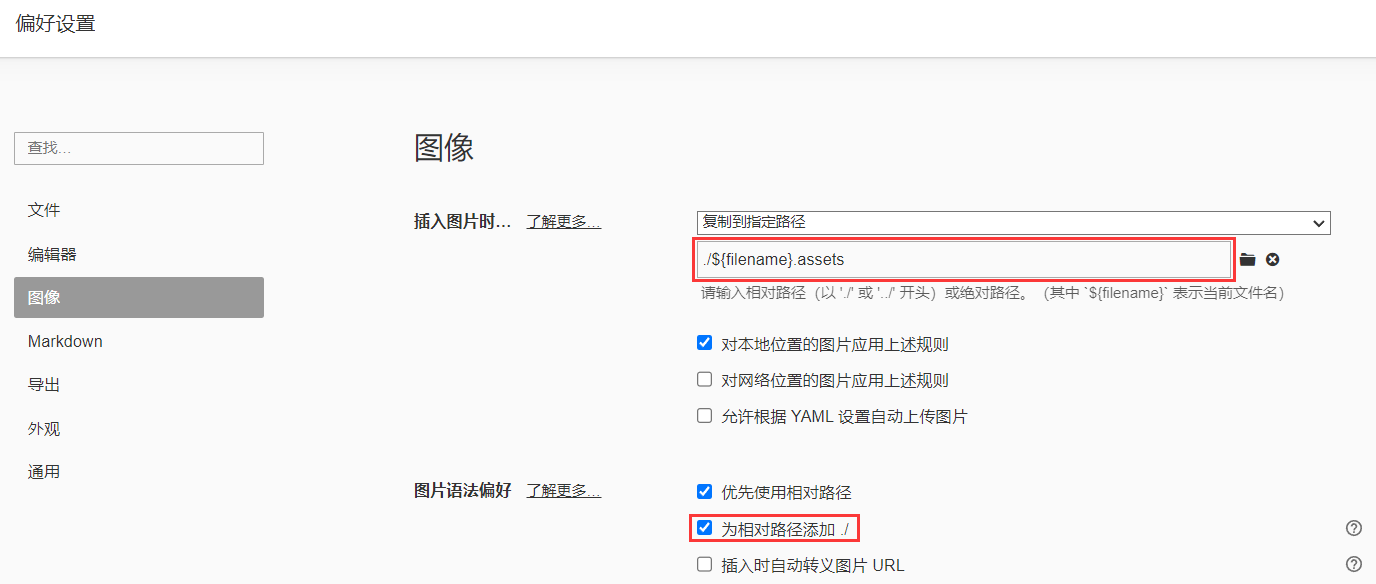 偏好设置
查找...
文件
编辑器
图像
Markdown
导出
外观
通用
图像
插入图片时... 了解更多...
复制到指定路径
./${filename}.assets
请输入相对路径（以 './' 或 '../' 开头）或绝对路径。（其中 `${filename}` 表示当前文件名）
对本地位置的图片应用上述规则
对网络位置的图片应用上述规则
允许根据 YAML 设置自动上传图片
图片语法偏好 了解更多...
优先使用相对路径
为相对路径添加 ./
插入时自动转义图片 URL